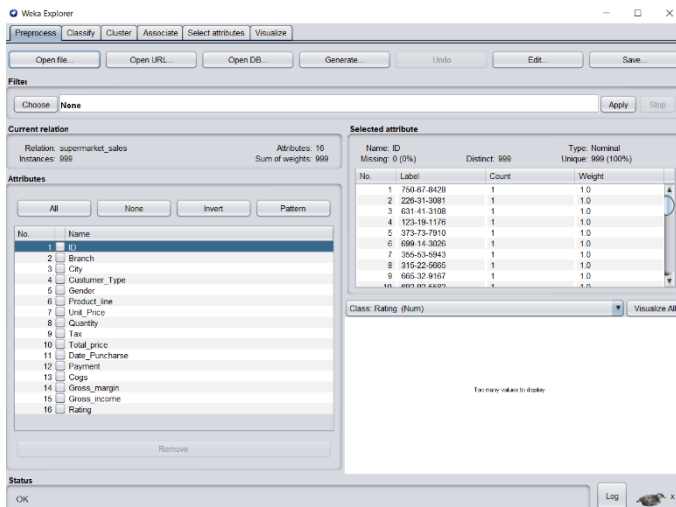 Weka Explorer
Preprocess Classify Cluster Associate Select attributes Visualize
Open file... Open URL... Open DB... Generate... Undo Edit... Save...
Filter
Choose None Apply Stop
Current relation
Relation: supermarket_sales Attributes: 16
Instances: 999 Sum of weights: 999
Attributes
All None Invert Pattern
No. Name
1 ID
2 Branch
3 City
4 Custumer_Type
5 Gender
6 Product_line
7 Unit_Price
8 Quantity
9 Tax
10 Total_price
11 Date_Puncharse
12 Payment
13 Cogs
14 Gross_margin
15 Gross_income
16 Rating
Remove
Selected attribute
Name: ID Type: Nominal
Missing: 0 (0%) Distinct: 999 Unique: 999 (100%)
No. Label Count Weight
1 750-67-8428 1 1.0
2 226-31-3081 1 1.0
3 631-41-3108 1 1.0
4 123-19-1176 1 1.0
5 373-73-7910 1 1.0
6 699-14-3026 1 1.0
7 355-53-5943 1 1.0
8 315-22-5665 1 1.0
9 665-32-9167 1 1.0
10 692-92-5582 1 1.0
Class: Rating (Num) Visualize All
Too many values to display
Status
OK
Log x